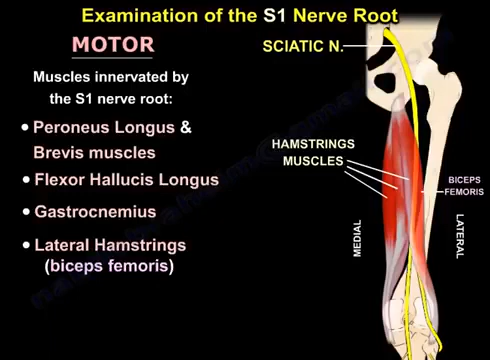 Examination of the S1 Nerve Root
MOTOR
Muscles innervated by
the S1 nerve root:
• Peroneus Longus &
Brevis muscles
• Flexor Hallucis Longus
• Gastrocnemius
• Lateral Hamstrings
(biceps femoris)
SCIATIC N.
HAMSTRINGS
MUSCLES
BICEPS
FEMORIS
MEDIAL
LATERAL